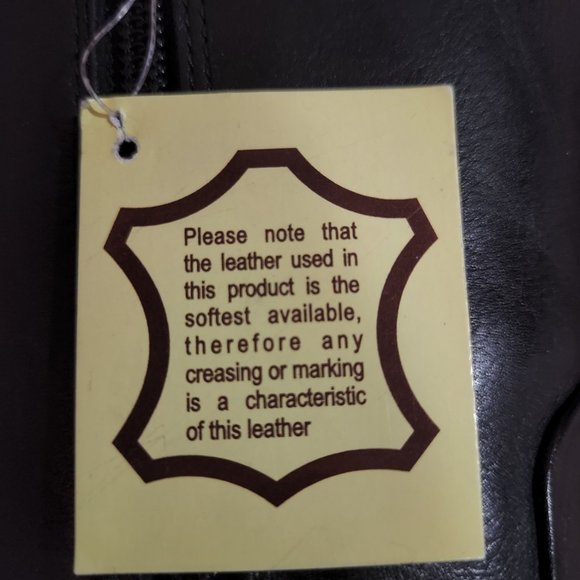 Please note that
the leather used in
this product is the
softest available,
therefore any
creasing or marking
is a characteristic
of this leather